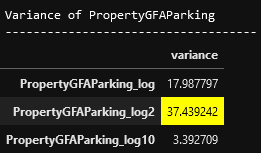 Variance of PropertyGFAParking
-----------------------------------
variance
PropertyGFAParking_log 17.987797
PropertyGFAParking_log2 37.439242
PropertyGFAParking_log10 3.392709